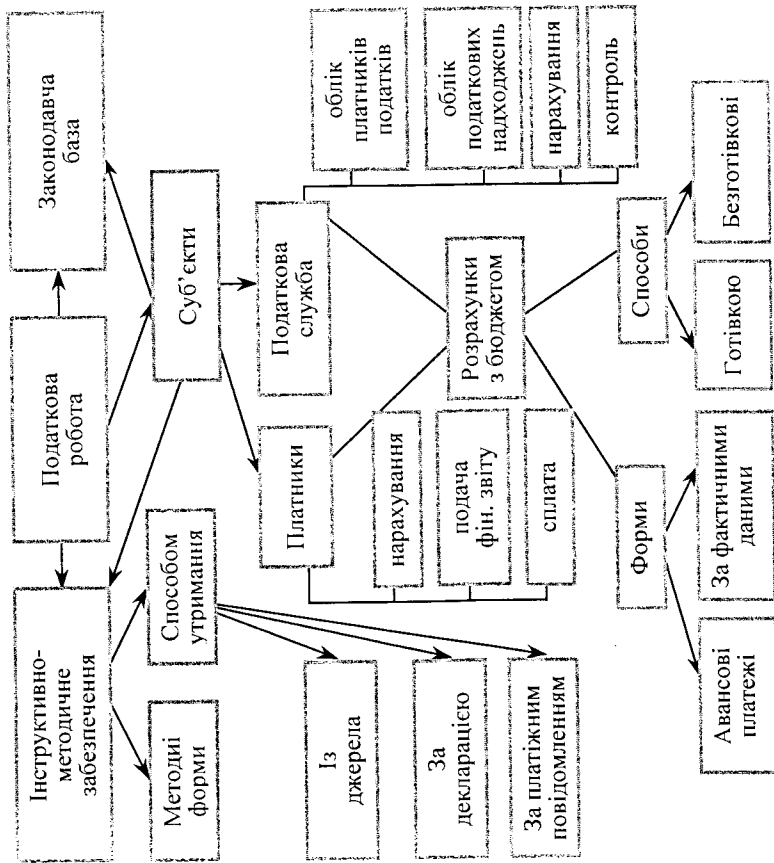 Інструктивно-
методичне
забезпечення
Податкова
робота
Законодавча
база
Методиі
форми
Способом
утримання
Суб’єкти
Із
джерела
За
декларацією
За платіжним
повідомленням
Платники
нарахування
подача
фін. звіту
сплата
Податкова
служба
облік
платників
податків
облік
податкових
надходжень
нарахування
контроль
Розрахунки
з бюджетом
Форми
Способи
Авансові
платежі
За фактичними
даними
Готівкою
Безготівкові